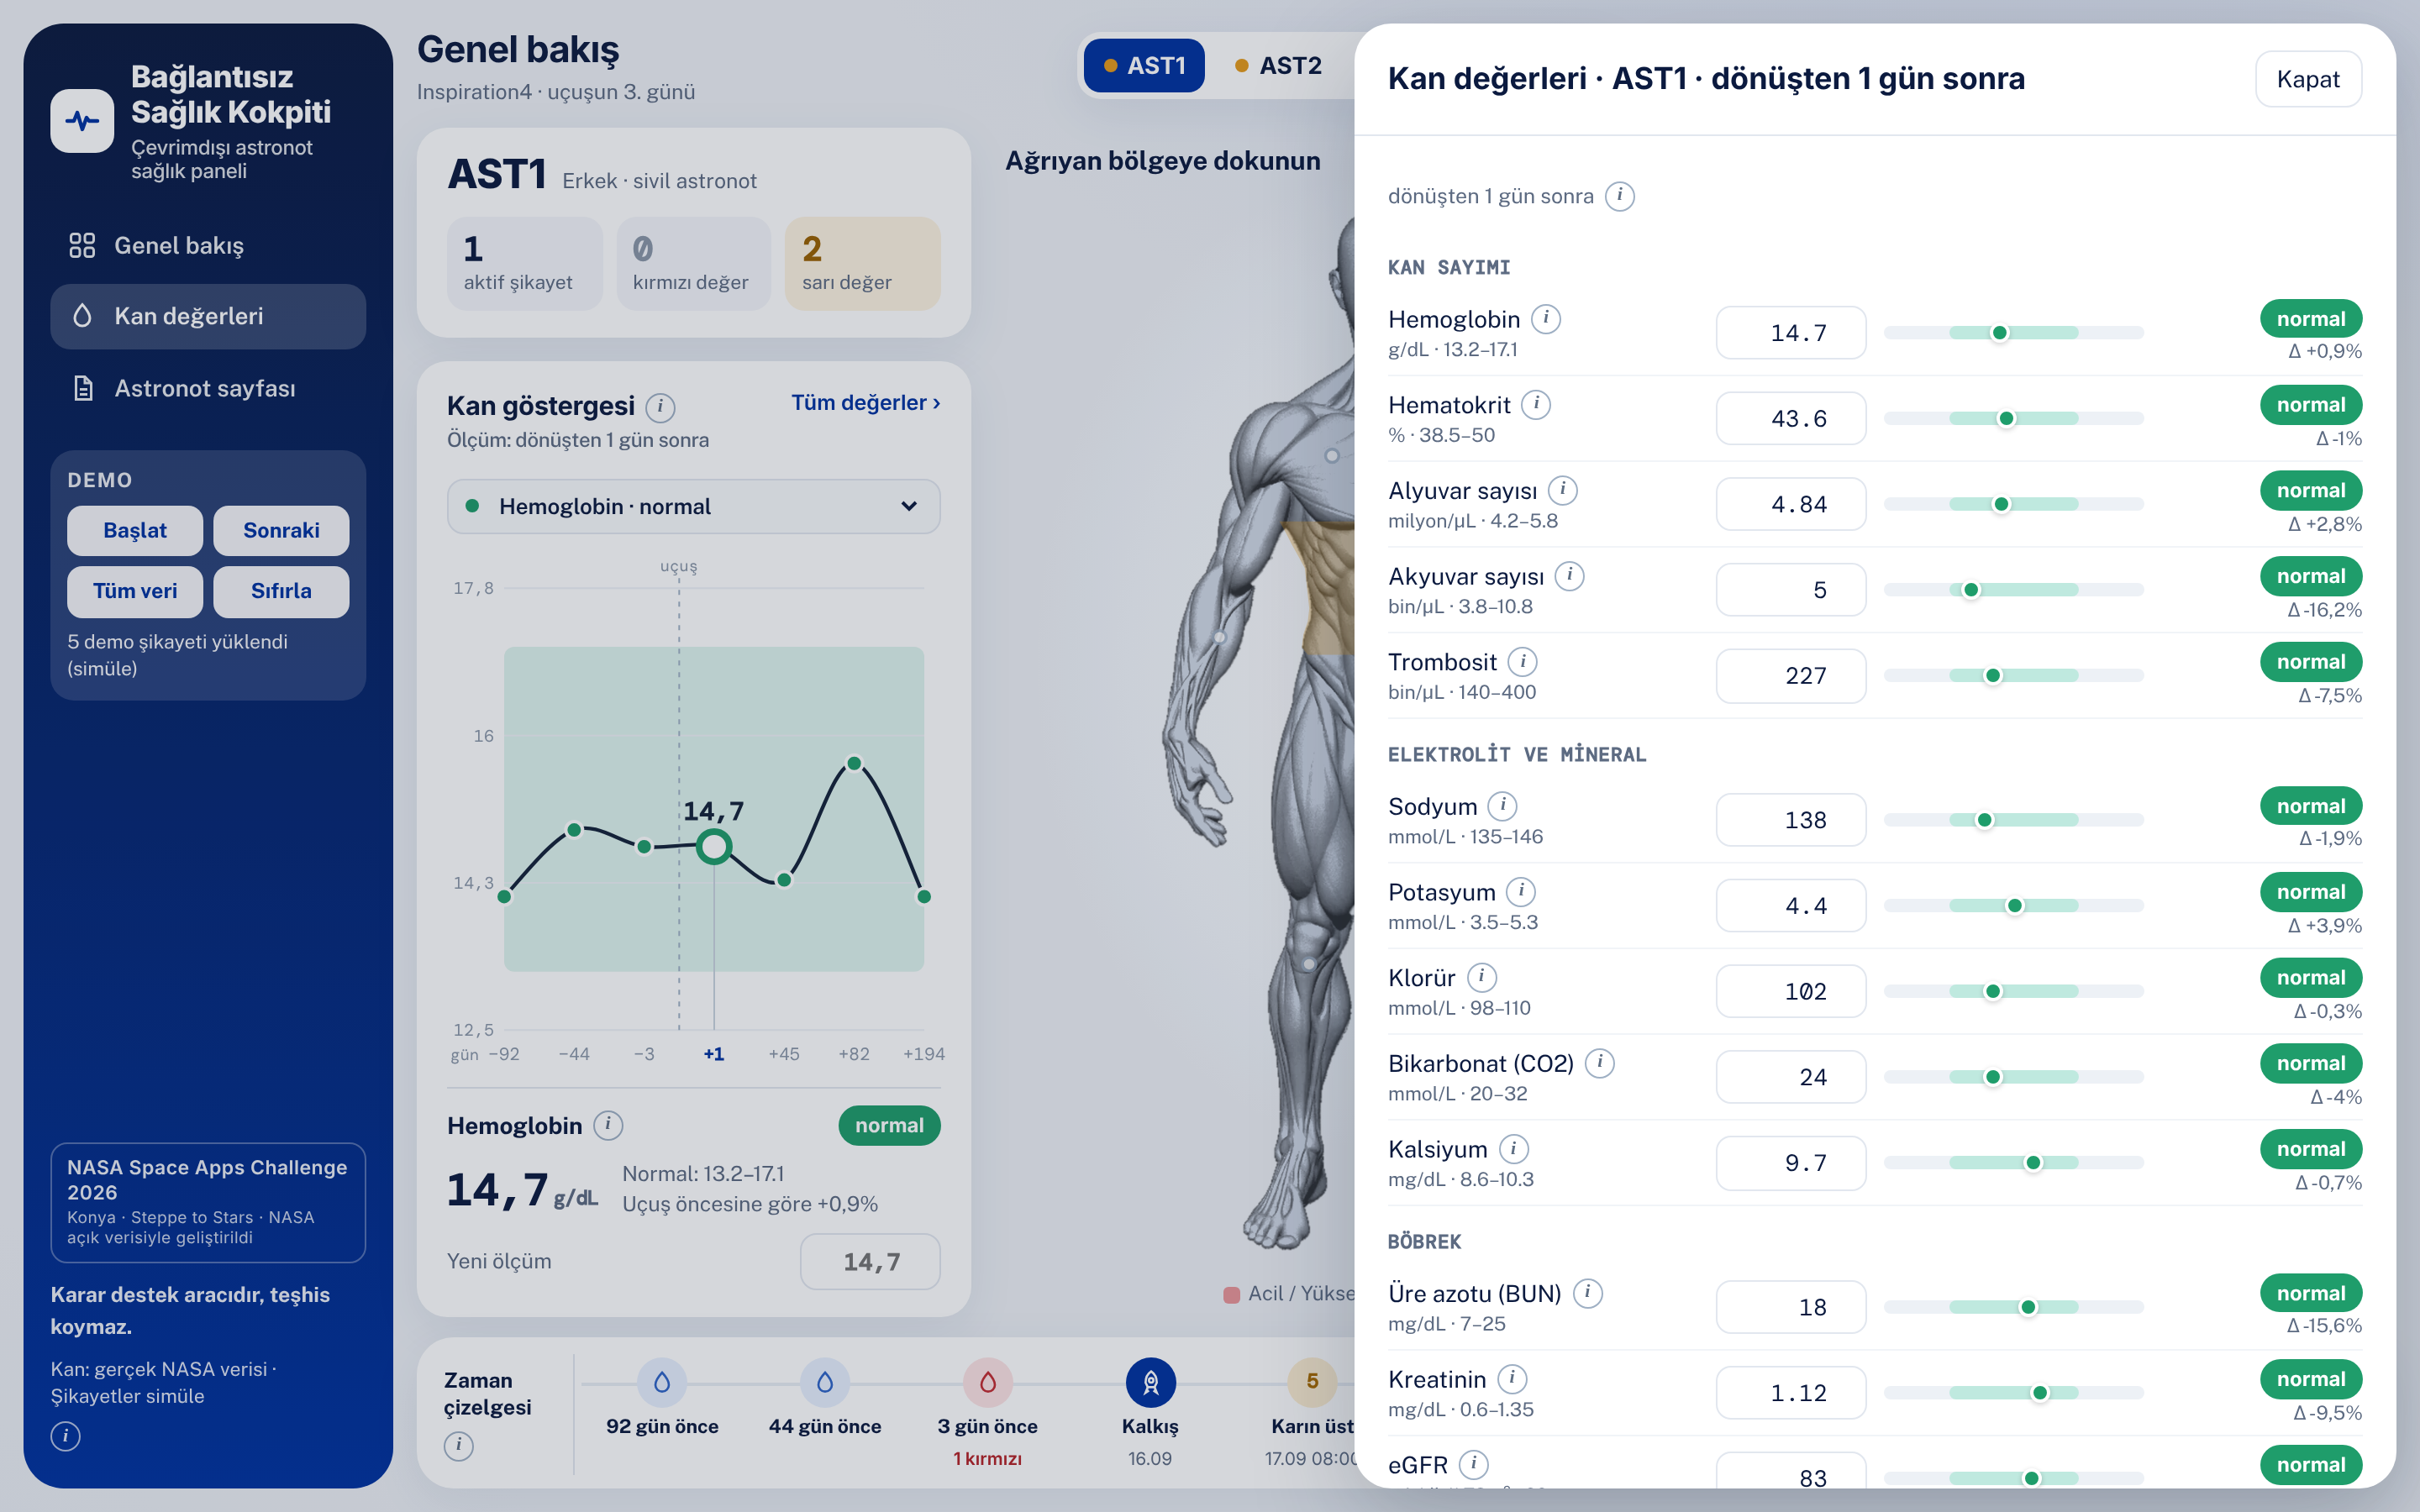 Bağlantısız
Sağlık Kokpiti
Çevrimdışı astronot
sağlık paneli
Genel bakış
Kan değerleri
Astronot sayfası
DEMO
Başlat
Sonraki
Tüm veri
Sıfırla
5 demo şikayeti yüklendi
(simüle)
NASA Space Apps Challenge
2026
Konya · Steppe to Stars · NASA
açık verisiyle geliştirildi
Karar destek aracıdır, teşhis
koymaz.
Kan: gerçek NASA verisi ·
Şikayetler simüle
i
Genel bakış
Inspiration4 · uçuşun 3. günü
AST1
AST2
AST1 Erkek · sivil astronot
1
aktif şikayet
0
kırmızı değer
2
sarı değer
Kan göstergesi i
Tüm değerler ›
Ölçüm: dönüşten 1 gün sonra
Hemoglobin · normal
uçuş
17,8
16
14,7
14,3
12,5
gün −92 −44 −3 +1 +45 +82 +194
Hemoglobin i normal
14,7 g/dL
Normal: 13.2–17.1
Uçuş öncesine göre +0,9%
Yeni ölçüm 14,7
Ağrıyan bölgeye dokunun
Acil / Yükse
Zaman
çizelgesi
i
92 gün önce
44 gün önce
3 gün önce
1 kırmızı
Kalkış
16.09
5
Karın üst
17.09 08:00
Kan değerleri · AST1 · dönüşten 1 gün sonra
Kapat
dönüşten 1 gün sonra i
KAN SAYIMI
Hemoglobin i 14.7 normal
g/dL · 13.2–17.1 Δ +0,9%
Hematokrit i 43.6 normal
% · 38.5–50 Δ -1%
Alyuvar sayısı i 4.84 normal
milyon/µL · 4.2–5.8 Δ +2,8%
Akyuvar sayısı i 5 normal
bin/µL · 3.8–10.8 Δ -16,2%
Trombosit i 227 normal
bin/µL · 140–400 Δ -7,5%
ELEKTROLİT VE MİNERAL
Sodyum i 138 normal
mmol/L · 135–146 Δ -1,9%
Potasyum i 4.4 normal
mmol/L · 3.5–5.3 Δ +3,9%
Klorür i 102 normal
mmol/L · 98–110 Δ -0,3%
Bikarbonat (CO2) i 24 normal
mmol/L · 20–32 Δ -4%
Kalsiyum i 9.7 normal
mg/dL · 8.6–10.3 Δ -0,7%
BÖBREK
Üre azotu (BUN) i 18 normal
mg/dL · 7–25 Δ -15,6%
Kreatinin i 1.12 normal
mg/dL · 0.6–1.35 Δ -9,5%
eGFR i 83 normal